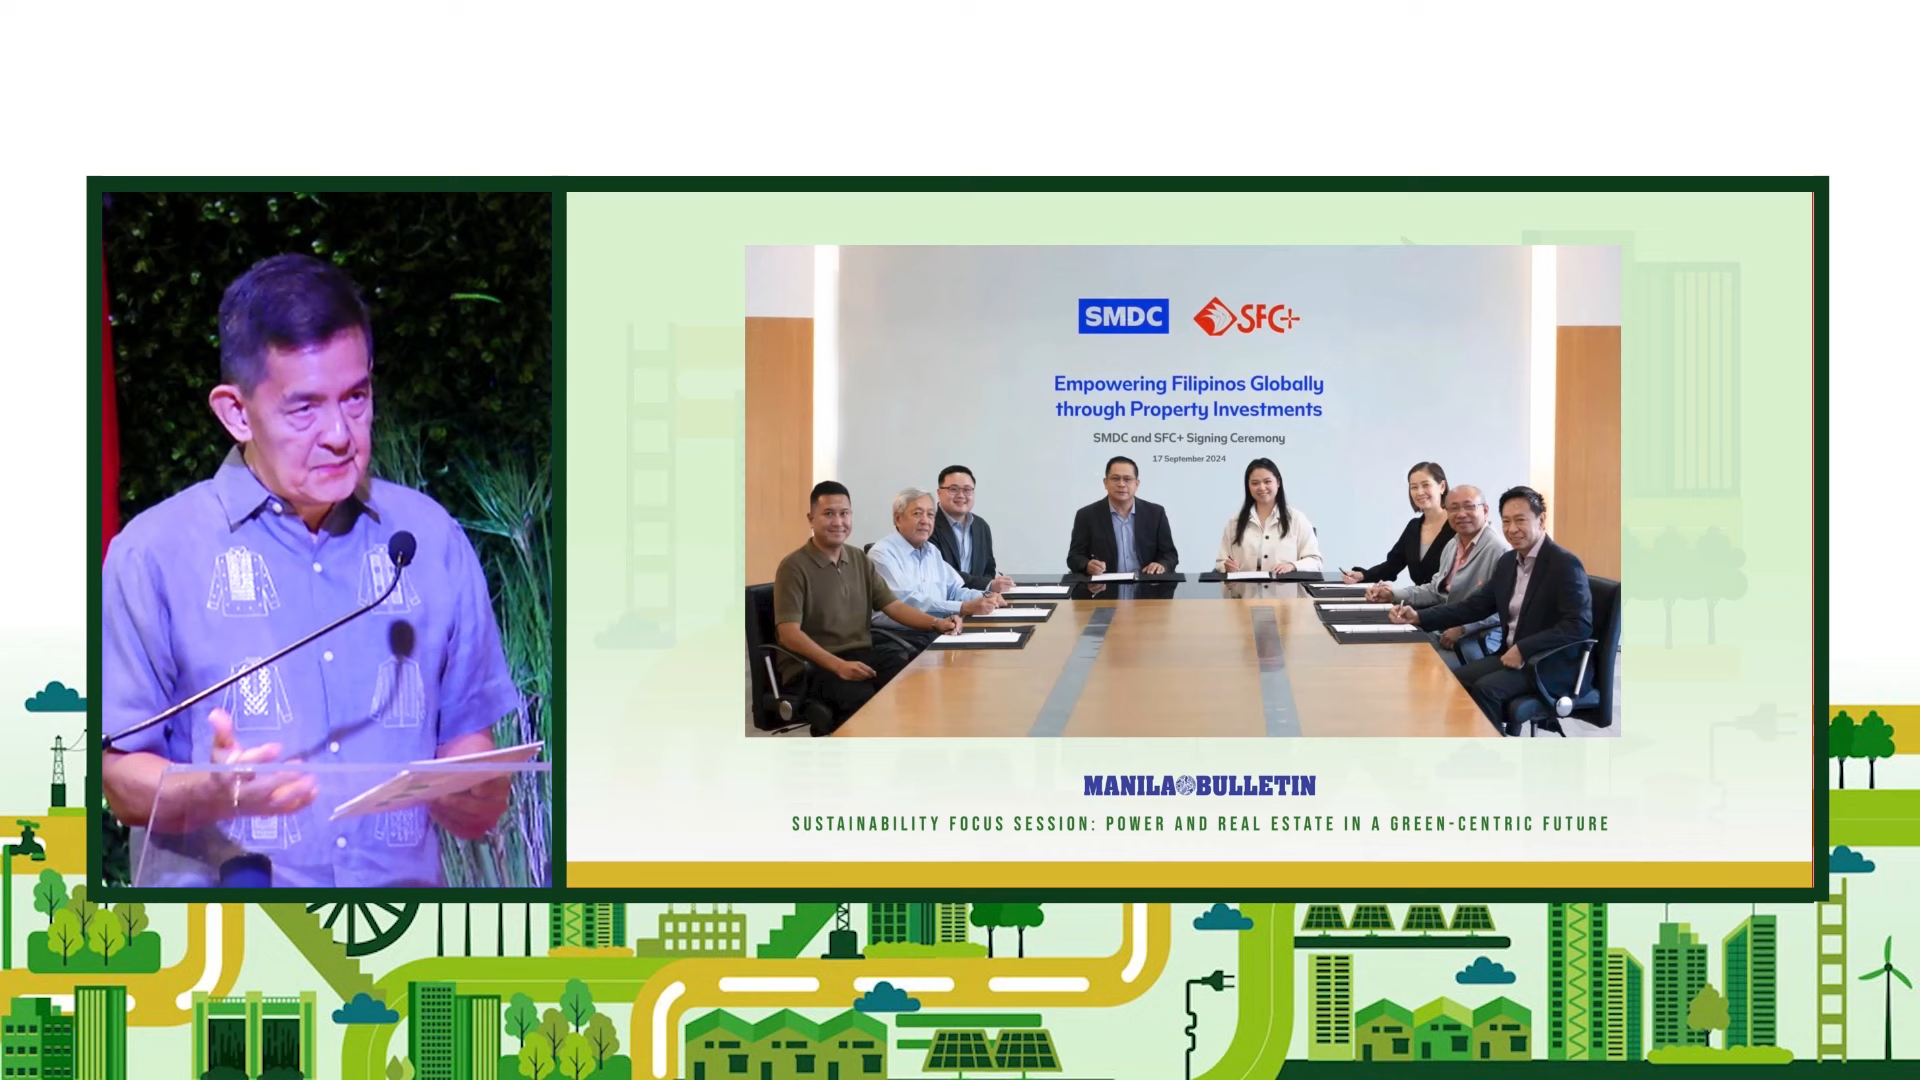 SMDC SFC+
Empowering Filipinos Globally
through Property Investments
SMDC and SFC+ Signing Ceremony
17 September 2024
MANILA BULLETIN
SUSTAINABILITY FOCUS SESSION: POWER AND REAL ESTATE IN A GREEN-CENTRIC FUTURE